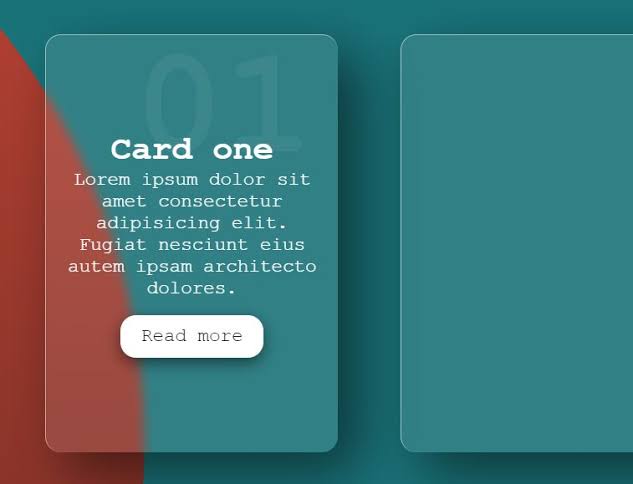 01
Card one
Lorem ipsum dolor sit
amet consectetur
adipisicing elit.
Fugiat nesciunt eius
autem ipsam architecto
dolores.
Read more